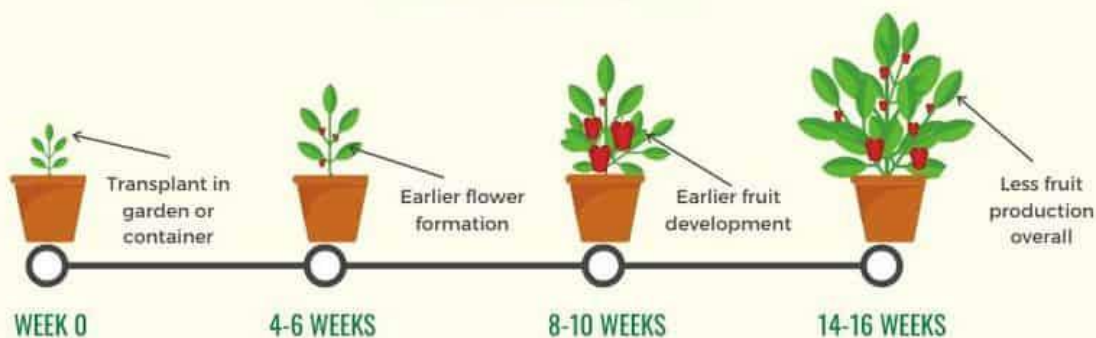 Transplant in
garden or
container
Earlier flower
formation
Earlier fruit
development
Less fruit
production
overall
WEEK 0
4-6 WEEKS
8-10 WEEKS
14-16 WEEKS